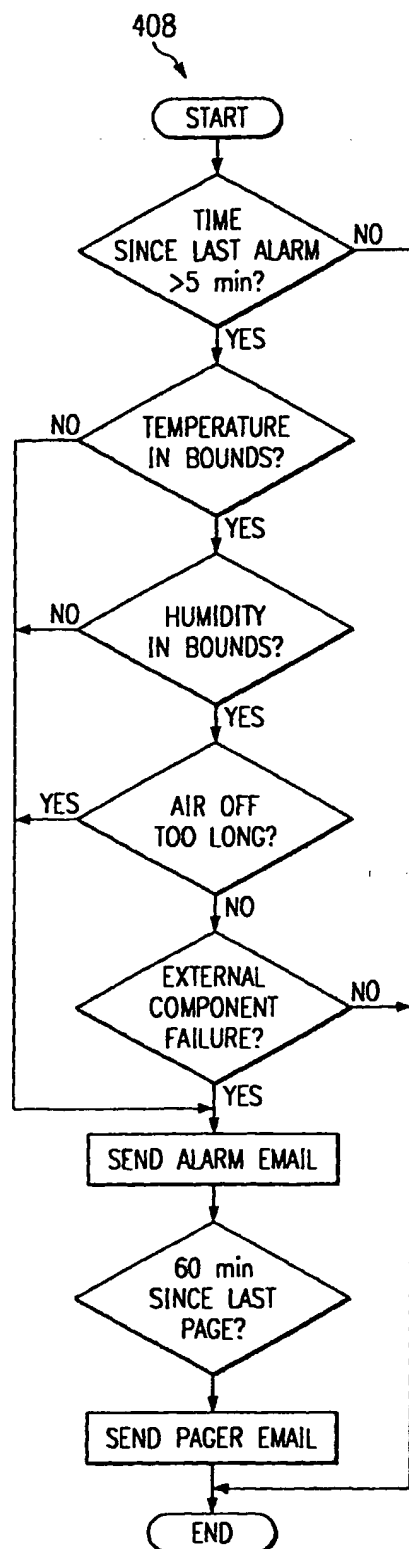 408
START
TIME
SINCE LAST ALARM
>5 min?
NO
YES
NO
TEMPERATURE
IN BOUNDS?
YES
NO
HUMIDITY
IN BOUNDS?
YES
YES
AIR OFF
TOO LONG?
NO
EXTERNAL
COMPONENT
FAILURE?
NO
YES
SEND ALARM EMAIL
60 min
SINCE LAST
PAGE?
SEND PAGER EMAIL
END